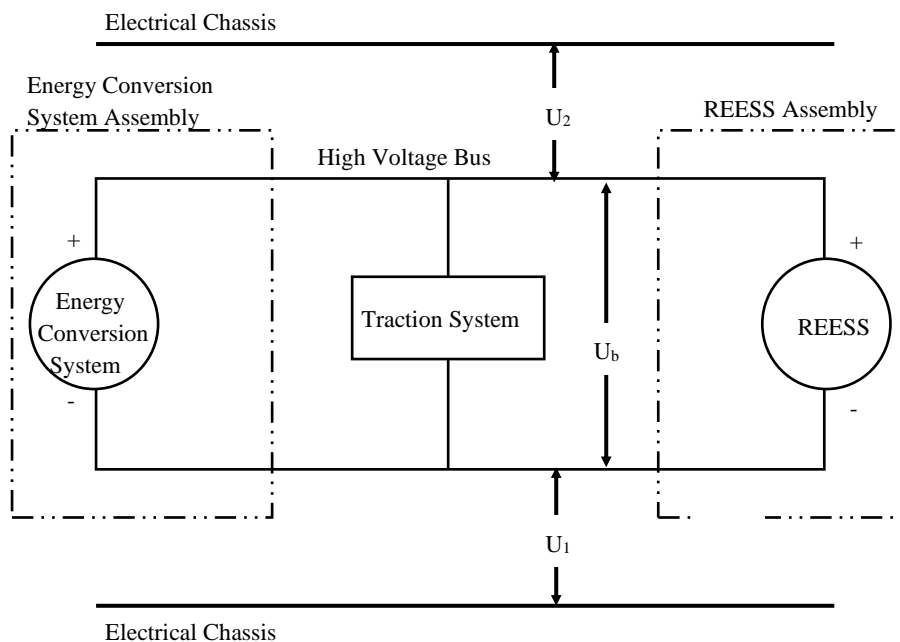 Electrical Chassis
Energy Conversion
System Assembly
U₂
REESS Assembly
High Voltage Bus
+
+
Energy
Conversion
System
Traction System
REESS
U_b
-
-
U₁
Electrical Chassis